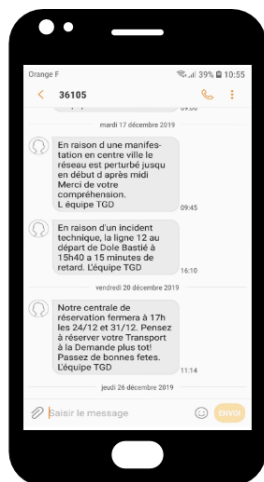 Orange F 39% 10:55
36105
09:00
mardi 17 décembre 2019
En raison d une manifes-
tation en centre ville le
réseau est perturbé jusqu
en début d après midi
Merci de votre
compréhension.
L équipe TGD
09:45
En raison d'un incident
technique, la ligne 12 au
départ de Dole Bastié à
15h40 a 15 minutes de
retard. L'équipe TGD
16:10
vendredi 20 décembre 2019
Notre centrale de
réservation fermera à 17h
les 24/12 et 31/12. Pensez
à réserver votre Transport
à la Demande plus tot!
Passez de bonnes fetes.
L'équipe TGD
11:14
jeudi 26 décembre 2019
Saisir le message
ENVOI